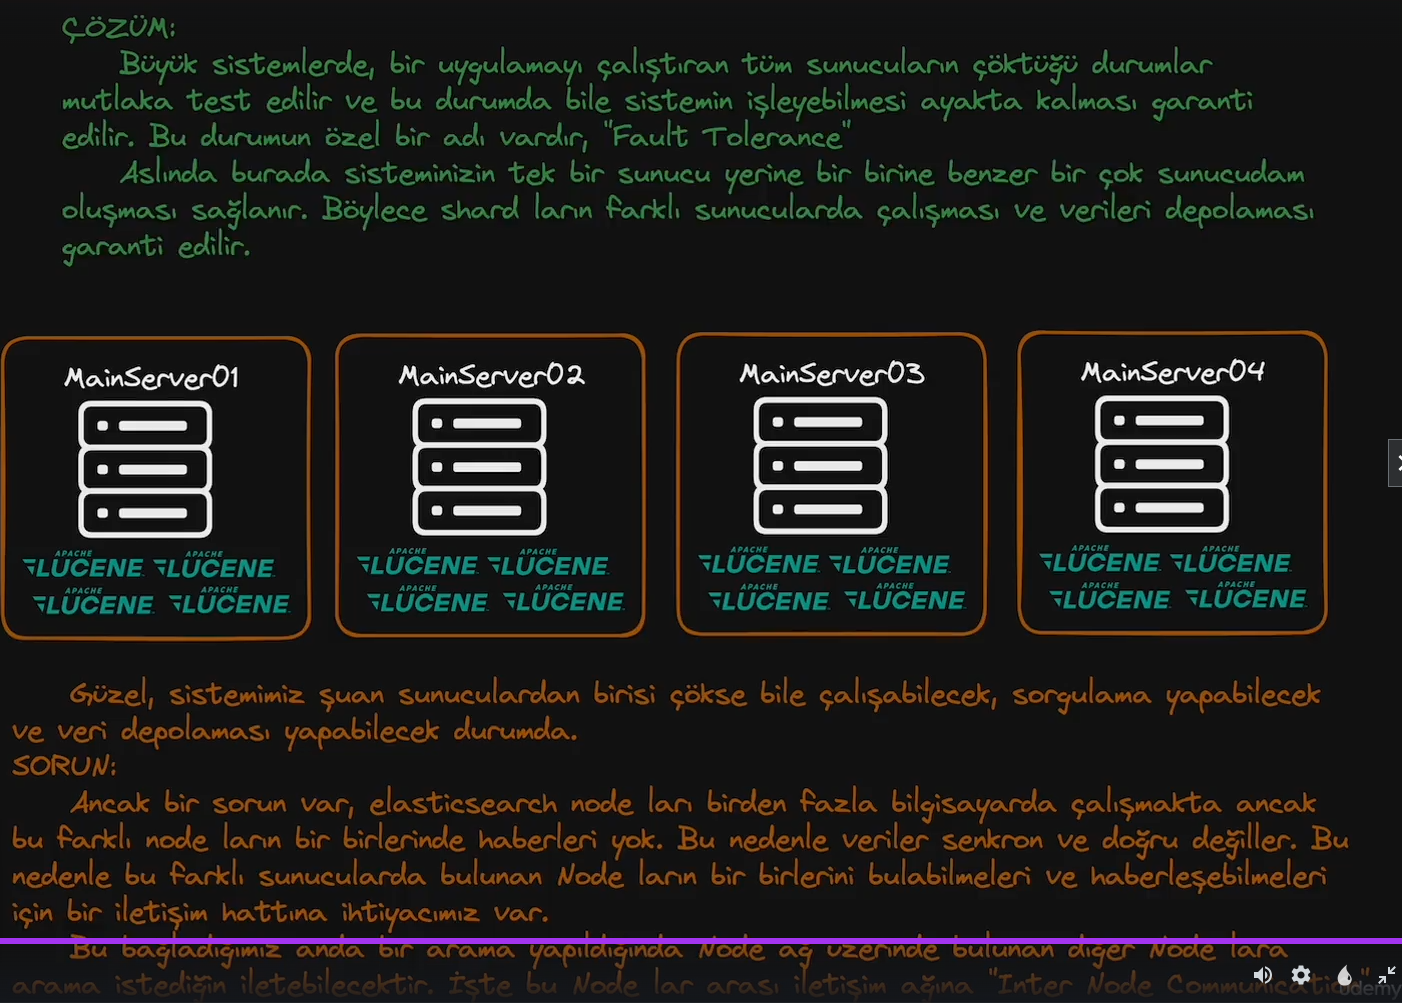 ÇÖZÜM:
Büyük sistemlerde, bir uygulamayı çalıştıran tüm sunucuların çöktüğü durumlar
mutlaka test edilir ve bu durumda bile sistemin işleyebilmesi ayakta kalması garanti
edilir. Bu durumun özel bir adı vardır, "Fault Tolerance"
Aslında burada sisteminizin tek bir sunucu yerine bir birine benzer bir çok sunucudam
oluşması sağlanır. Böylece shard ların farklı sunucularda çalışması ve verileri depolaması
garanti edilir.
MainServer01
MainServer02
MainServer03
MainServer04
APACHE LUCENE APACHE LUCENE
APACHE LUCENE APACHE LUCENE
APACHE LUCENE APACHE LUCENE
APACHE LUCENE APACHE LUCENE
APACHE LUCENE APACHE LUCENE
APACHE LUCENE APACHE LUCENE
APACHE LUCENE APACHE LUCENE
APACHE LUCENE APACHE LUCENE
Güzel, sistemimiz şuan sunuculardan birisi çökse bile çalışabilecek, sorgulama yapabilecek
ve veri depolaması yapabilecek durumda.
SORUN:
Ancak bir sorun var, elasticsearch node ları birden fazla bilgisayarda çalışmakta ancak
bu farklı node ların bir birlerinde haberleri yok. Bu nedenle veriler senkron ve doğru değiller. Bu
nedenle bu farklı sunucularda bulunan Node ların bir birlerini bulabilmeleri ve haberleşebilmeleri
için bir iletişim hattına ihtiyacımız var.
Bu bağladığımız anda bir arama yapıldığında Node ağ üzerinde bulunan diğer Node lara
arama istediğin iletebilecektir. İşte bu Node lar arası iletişim ağına "Inter Node Communication"
udemy